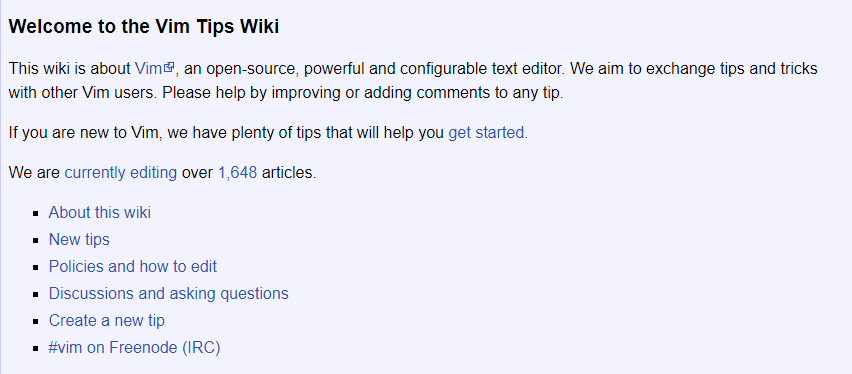 Welcome to the Vim Tips Wiki
This wiki is about Vim, an open-source, powerful and configurable text editor. We aim to exchange tips and tricks
with other Vim users. Please help by improving or adding comments to any tip.
If you are new to Vim, we have plenty of tips that will help you get started.
We are currently editing over 1,648 articles.
About this wiki
New tips
Policies and how to edit
Discussions and asking questions
Create a new tip
#vim on Freenode (IRC)